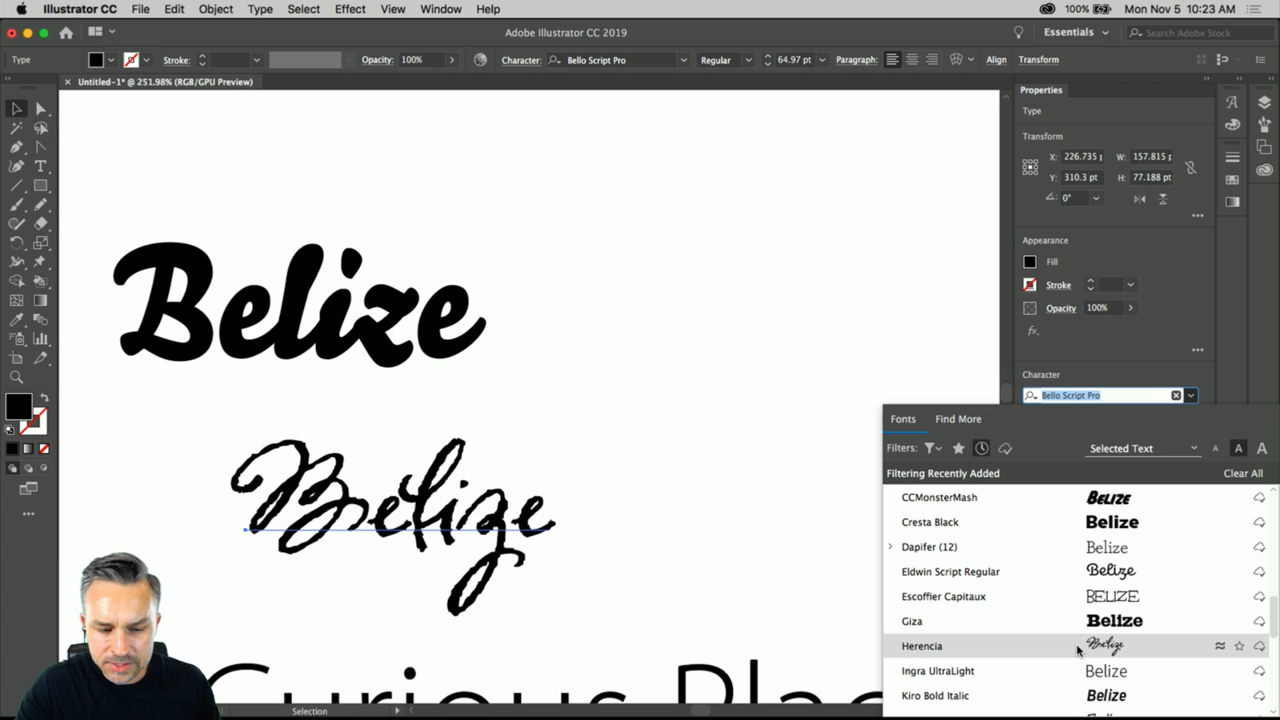 Illustrator CC File Edit Object Type Select Effect View Window Help 100% Mon Nov 5 10:23 AM
Adobe Illustrator CC 2019 Essentials Search Adobe Stock
Type Stroke: Opacity: 100% Character: Bello Script Pro Regular 64.97 pt Paragraph: Align Transform
× Untitled-1* @ 251.98% (RGB/GPU Preview)
Properties
Type
Transform
X: 226.735 p W: 157.815 p
Y: 310.3 pt H: 77.188 pt
0°
Appearance
Fill
Stroke
Opacity 100%
fx.
Character
Bello Script Pro
Belize
Belize
Curious Plac
Fonts Find More
Filters: Selected Text A A A
Filtering Recently Added Clear All
CCMonsterMash BELIZE
Cresta Black Belize
Dapifer (12) Belize
Eldwin Script Regular Belize
Escoffier Capitaux BELIZE
Giza Belize
Herencia Belize
Ingra UltraLight Belize
Kiro Bold Italic Belize
Selection